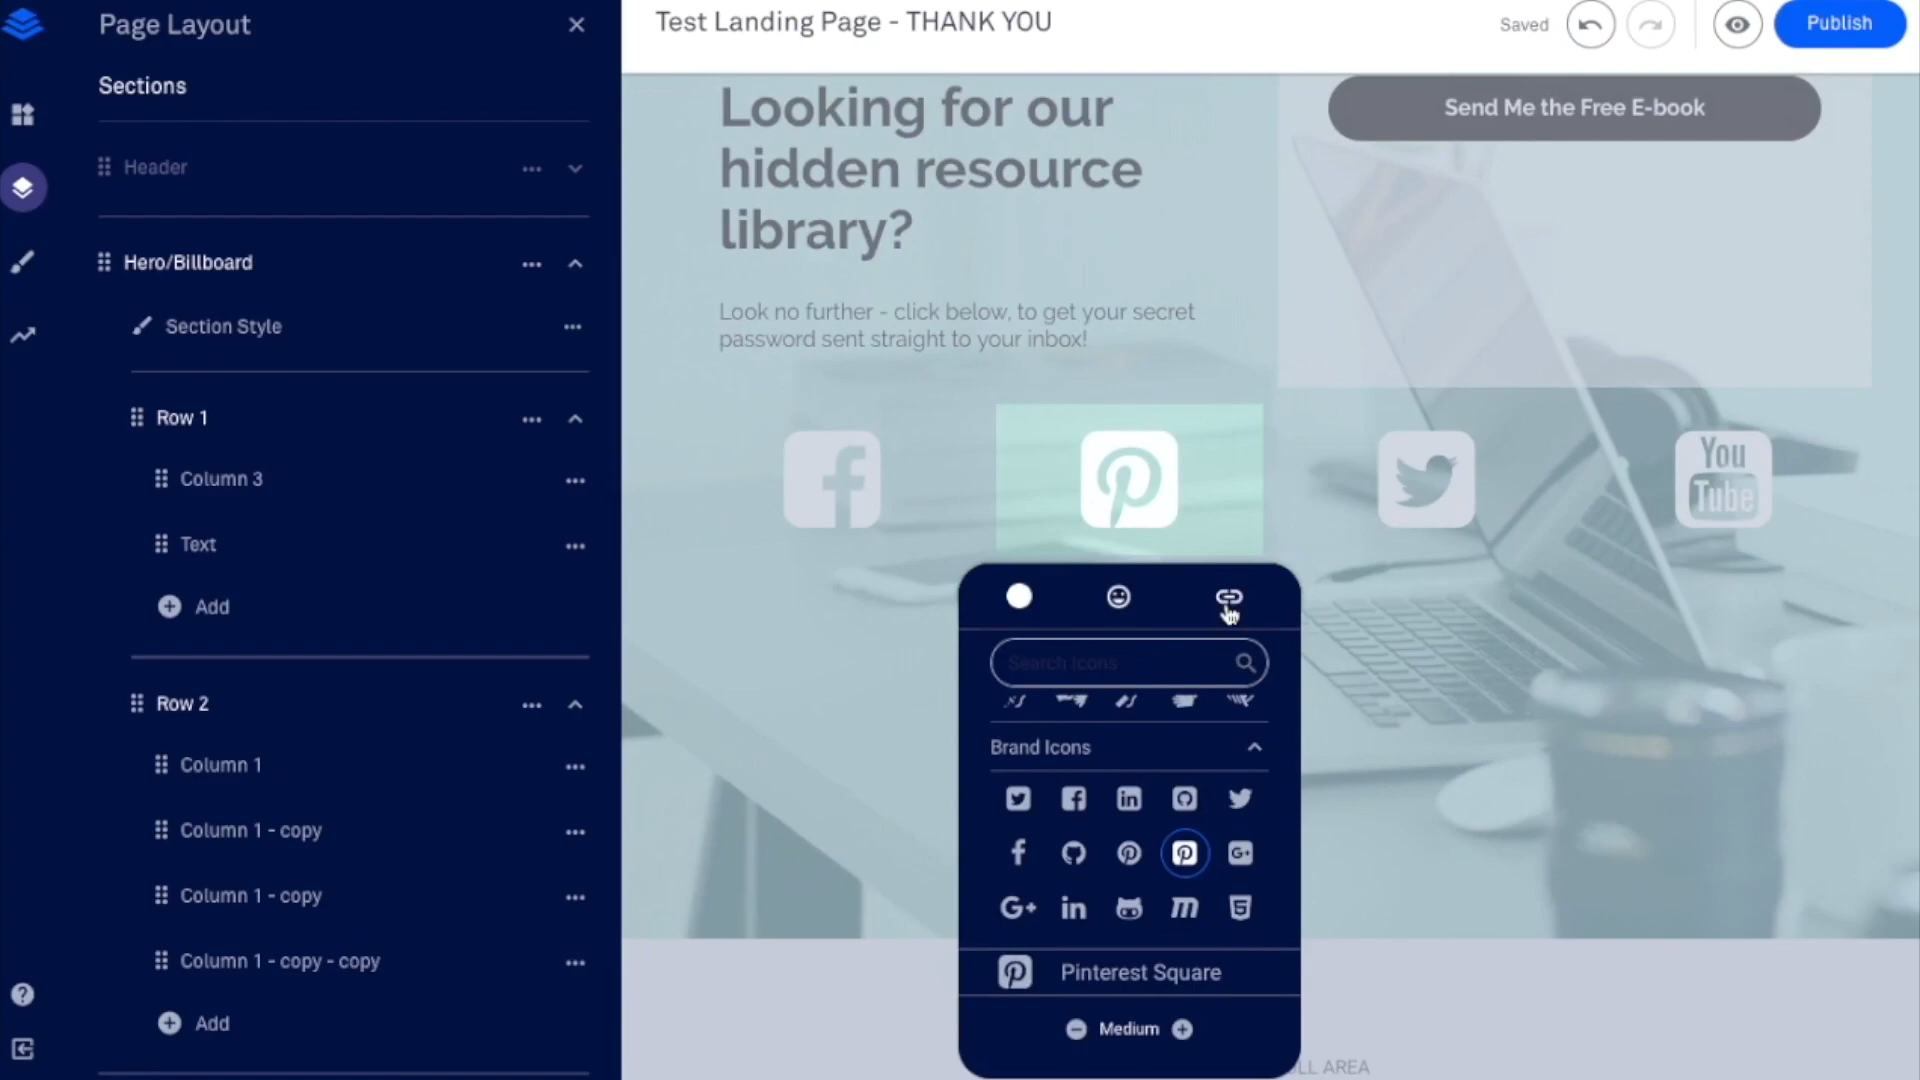 Page Layout
Sections
Header
Hero/Billboard
Section Style
Row 1
Column 3
Text
Add
Row 2
Column 1
Column 1 - copy
Column 1 - copy
Column 1 - copy - copy
Add
Test Landing Page - THANK YOU
Saved
Publish
Looking for our
hidden resource
library?
Send Me the Free E-book
Look no further - click below, to get your secret
password sent straight to your inbox!
You
Tube
Search Icons
Brand Icons
Pinterest Square
Medium
LL AREA